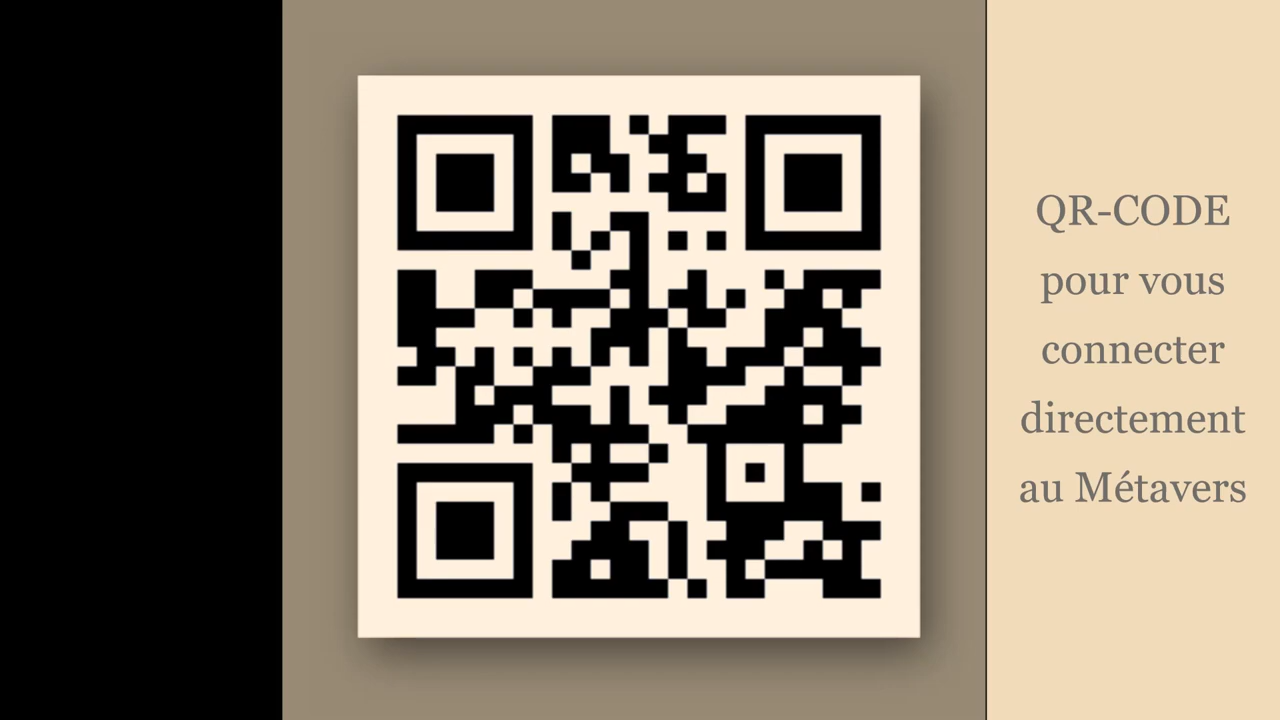 QR-CODE
pour vous
connecter
directement
au Métavers